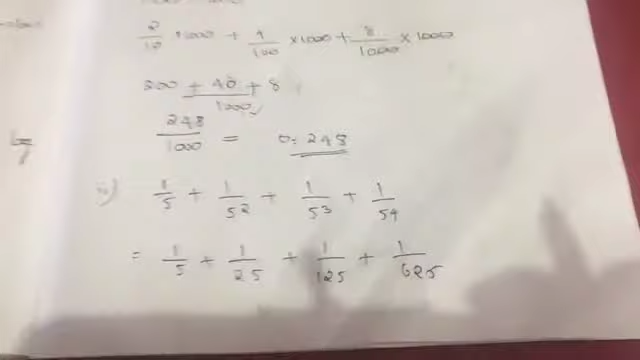 2/10 × 1000 + 4/100 × 1000 + 8/1000 × 1000
200 + 40 + 8
1000
248/1000 = 0.248
1/5 + 1/5² + 1/5³ + 1/5⁴
= 1/5 + 1/25 + 1/125 + 1/625